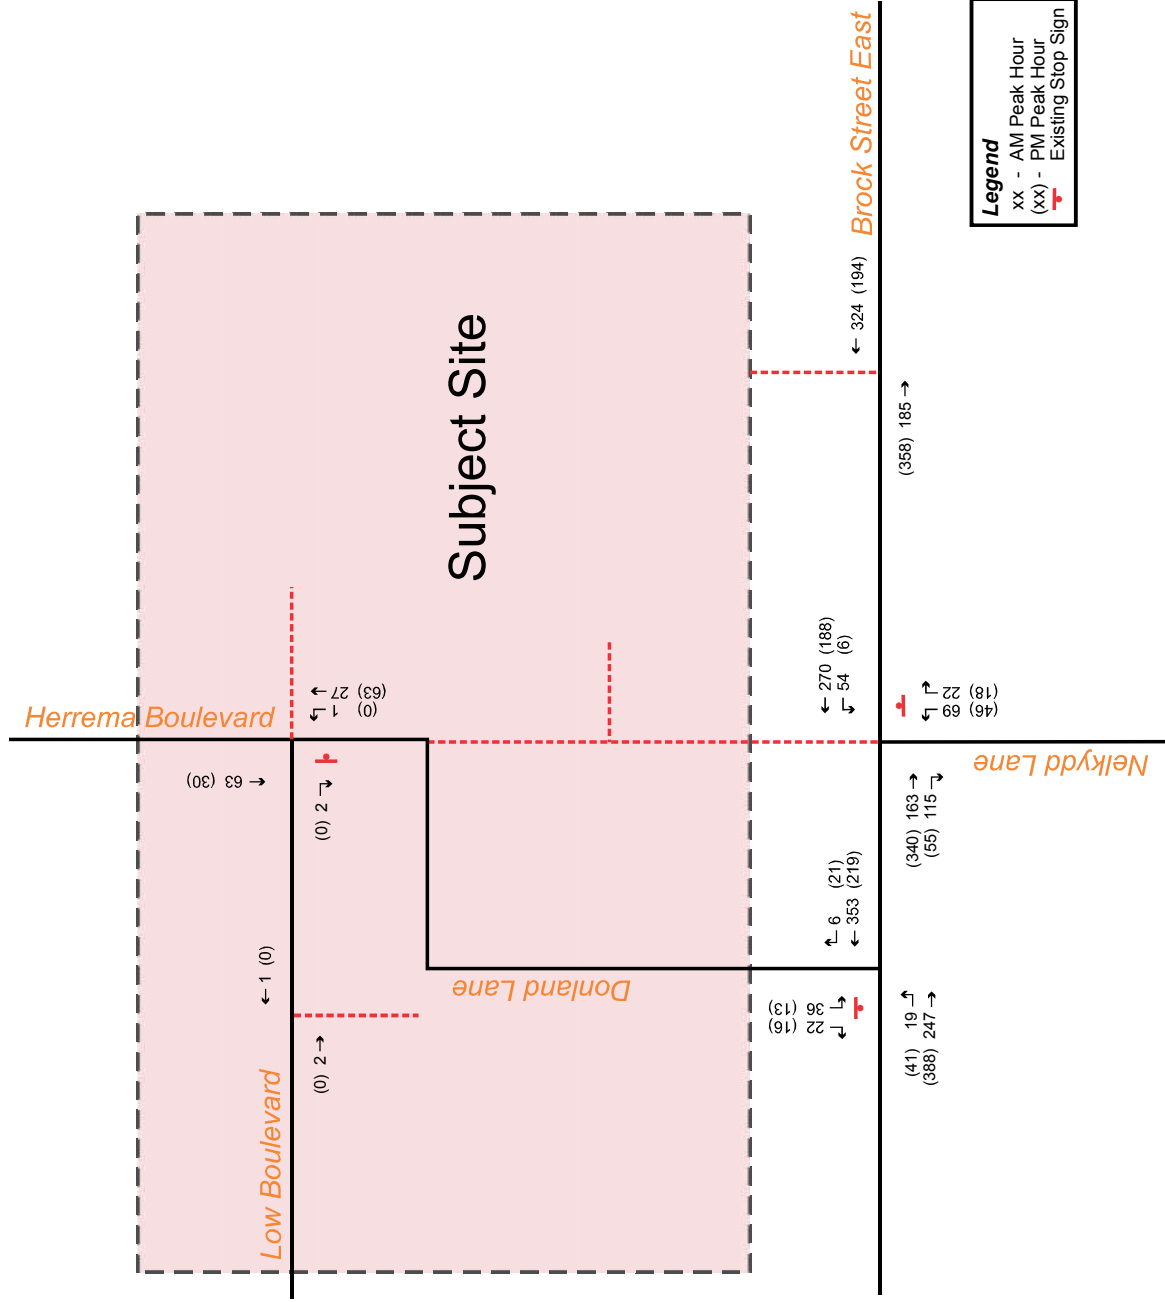 Herrema Boulevard
63 (30)
1 (0)
27 (63)
(0) 2
1 (0)
(0) 2
Low Boulevard
Subject Site
Donland Lane
22 (16)
36 (13)
6 (21)
353 (219)
(41) 19
(388) 247
270 (188)
54 (6)
(340) 163
(55) 115
69 (46)
22 (18)
Nelkydd Lane
324 (194)
(358) 185
Brock Street East
Legend
xx - AM Peak Hour
(xx) - PM Peak Hour
Existing Stop Sign